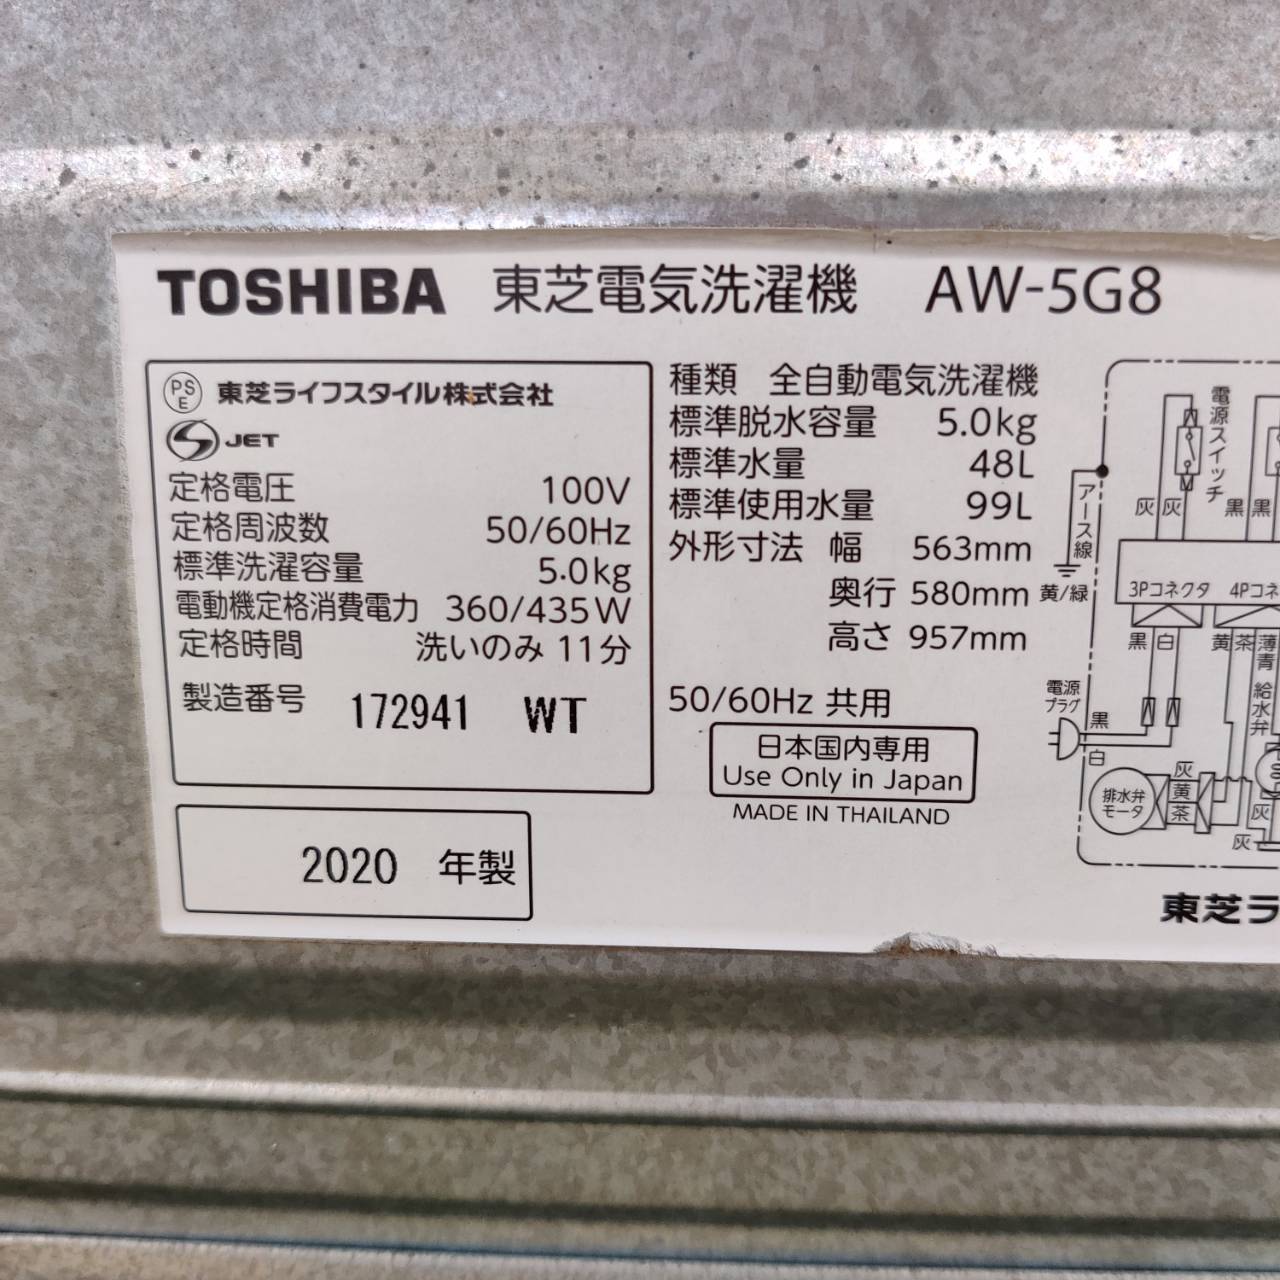 TOSHIBA 東芝電気洗濯機 AW-5G8
PSE 東芝ライフスタイル株式会社
JET
定格電圧 100V
定格周波数 50/60Hz
標準洗濯容量 5.0kg
電動機定格消費電力 360/435W
定格時間 洗いのみ 11分
製造番号 172941 WT
2020 年製
種類 全自動電気洗濯機
標準脱水容量 5.0kg
標準水量 48L
標準使用水量 99L
外形寸法 幅 563mm
奥行 580mm
高さ 957mm
50/60Hz 共用
日本国内専用
Use Only in Japan
MADE IN THAILAND
電源スイッチ
灰 灰 黒 黒
アース線
黄/緑
3Pコネクタ 4Pコネ
黒 白 黄 茶 薄青
給水弁
電源
プラグ
黒
白
排水弁
モータ
灰
黄
茶
灰
灰
東芝ラ